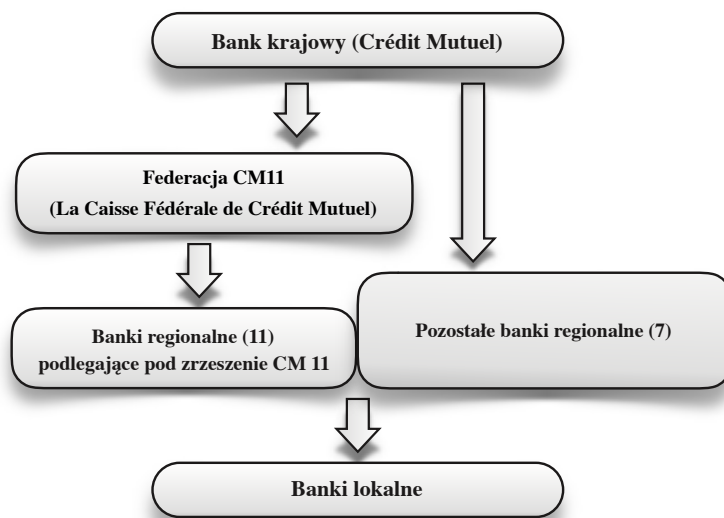 Bank krajowy (Crédit Mutuel)
Federacja CM11
(La Caisse Fédérale de Crédit Mutuel)
Banki regionalne (11)
podlegające pod zrzeszenie CM 11
Pozostałe banki regionalne (7)
Banki lokalne